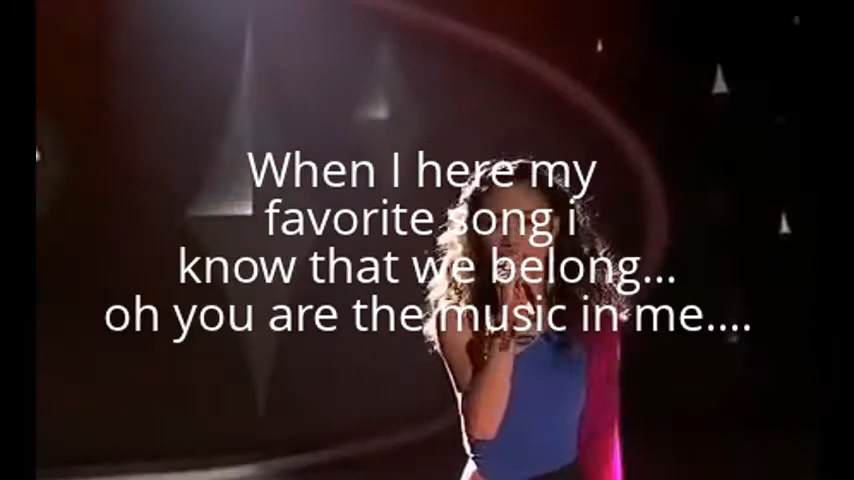 When I here my
favorite song i
know that we belong...
oh you are the music in me....